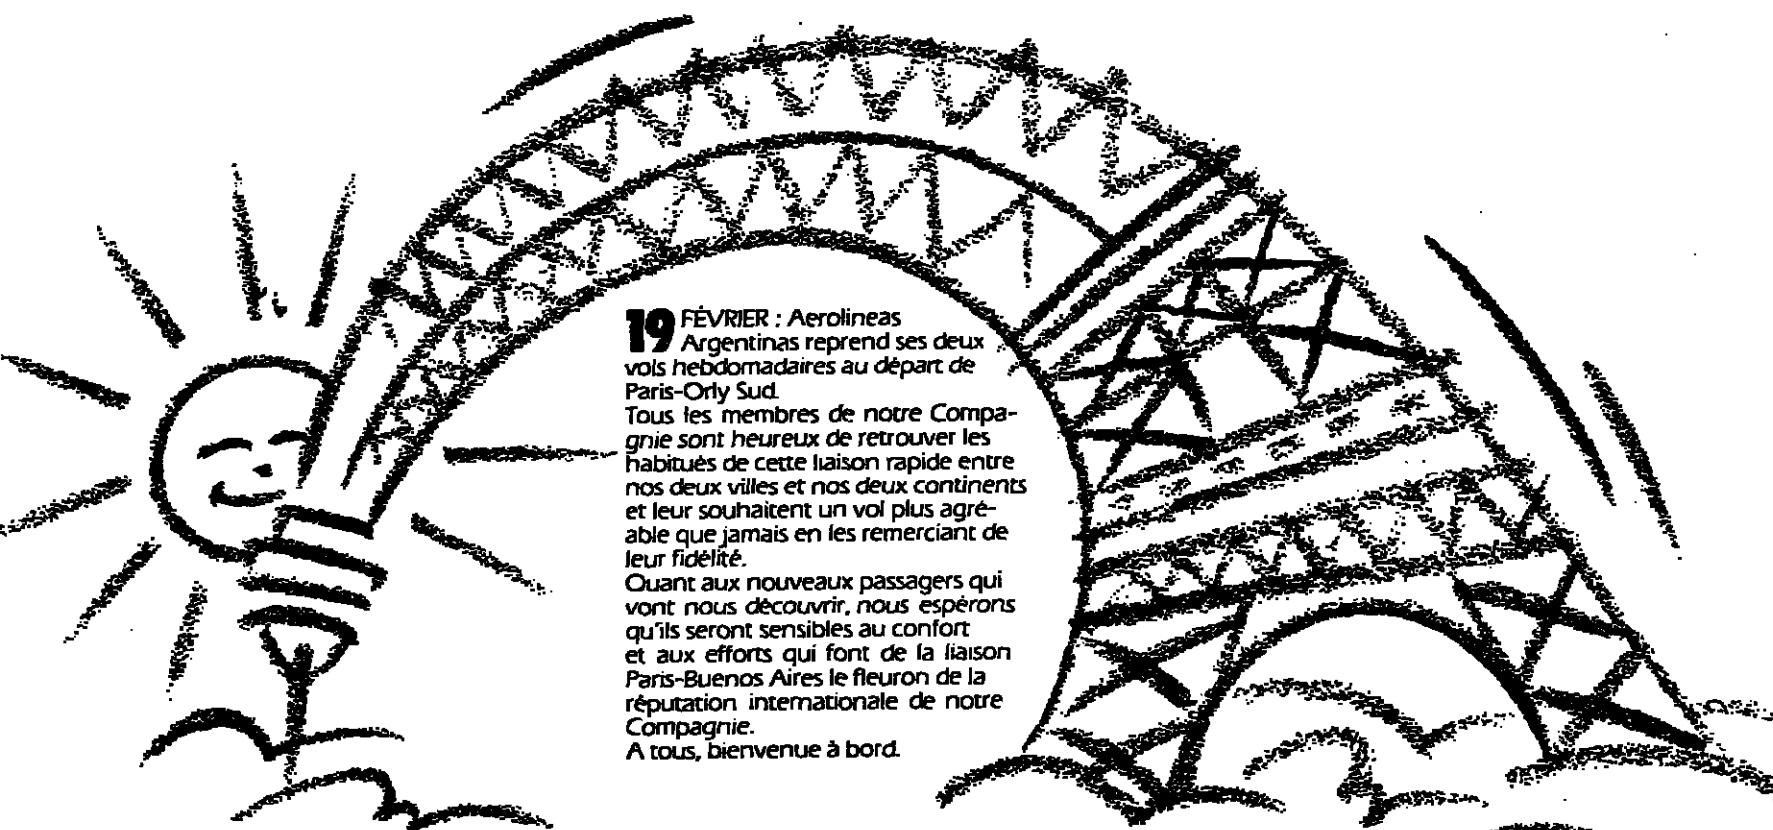 19 FÉVRIER : Aerolineas
Argentinas reprend ses deux
vols hebdomadaires au départ de
Paris-Orly Sud.
Tous les membres de notre Compa-
gnie sont heureux de retrouver les
habitués de cette liaison rapide entre
nos deux villes et nos deux continents
et leur souhaitent un vol plus agré-
able que jamais en les remerciant de
leur fidélité.
Quant aux nouveaux passagers qui
vont nous découvrir, nous espérons
qu'ils seront sensibles au confort
et aux efforts qui font de la liaison
Paris-Buenos Aires le fleuron de la
réputation internationale de notre
Compagnie.
A tous, bienvenue à bord.